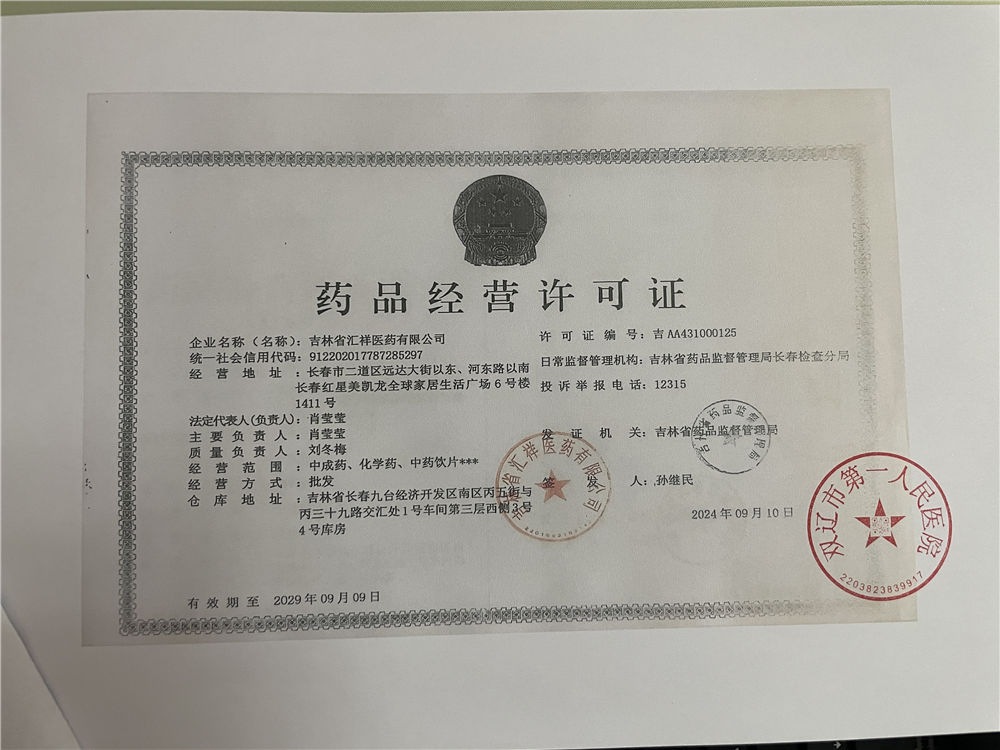 药品经营许可证
企业名称（名称）：吉林省汇祥医药有限公司
统一社会信用代码：912202017787285297
经营地址：长春市二道区远达大街以东、河东路以南
长春红星美凯龙全球家居生活广场6号楼
1411号
法定代表人(负责人)：肖莹莹
主要负责人：肖莹莹
质量负责人：刘冬梅
经营范围：中成药、化学药、中药饮片***
经营方式：批发
仓库地址：吉林省长春九台经济开发区南区丙五街与
丙三十九路交汇处1号车间第三层西侧3号
4号库房
有效期至 2029年09月09日
许可证编号：吉AA431000125
日常监督管理机构：吉林省药品监督管理局长春检查分局
投诉举报电话：12315
发证机关：吉林省药品监督管理局
签发人：孙继民
2024年09月10日
吉林省汇祥医药有限公司
吉林省药品监督管理局
双辽市第一人民医院
2203823839917